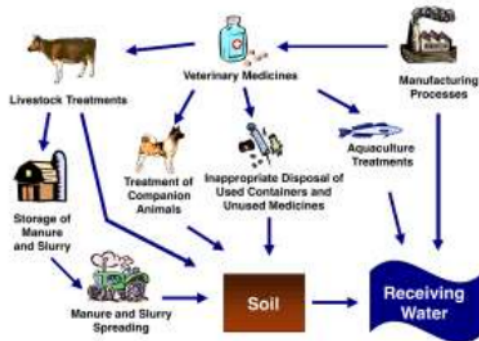 Veterinary Medicines
Manufacturing
Processes
Livestock Treatments
Treatment of
Companion
Animals
Inappropriate Disposal of
Used Containers and
Unused Medicines
Aquaculture
Treatments
Storage of
Manure
and Slurry
Manure and Slurry
Spreading
Soil
Receiving
Water